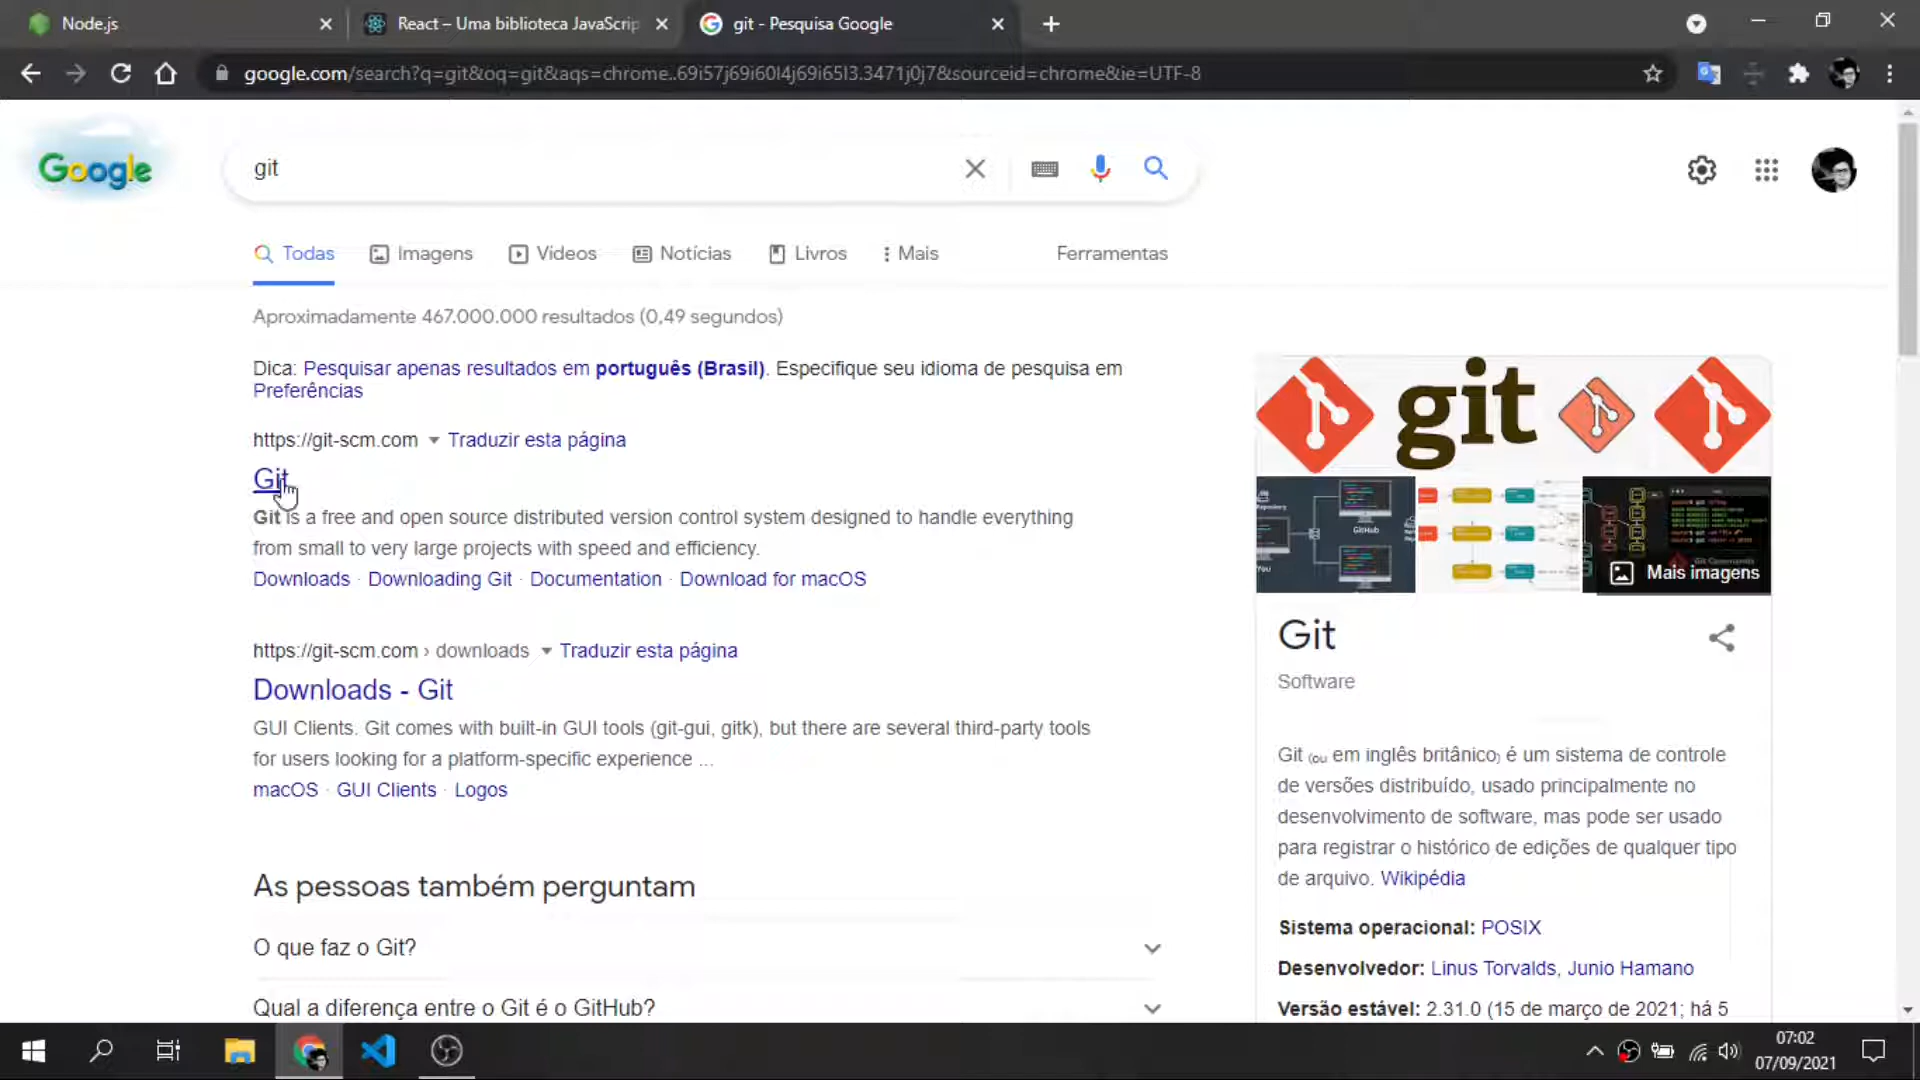 Node.js
React – Uma biblioteca JavaScrip
git - Pesquisa Google
google.com/search?q=git&oq=git&aqs=chrome..69i57j69i60l4j69i65l3.3471j0j7&sourceid=chrome&ie=UTF-8
Google
git
Todas
Imagens
Vídeos
Notícias
Livros
Mais
Ferramentas
Aproximadamente 467.000.000 resultados (0,49 segundos)
Dica: Pesquisar apenas resultados em português (Brasil). Especifique seu idioma de pesquisa em
Preferências
https://git-scm.com Traduzir esta página
Git
Git is a free and open source distributed version control system designed to handle everything
from small to very large projects with speed and efficiency.
Downloads · Downloading Git · Documentation · Download for macOS
https://git-scm.com › downloads Traduzir esta página
Downloads - Git
GUI Clients. Git comes with built-in GUI tools (git-gui, gitk), but there are several third-party tools
for users looking for a platform-specific experience ...
macOS · GUI Clients · Logos
As pessoas também perguntam
O que faz o Git?
Qual a diferença entre o Git é o GitHub?
git
GitHub
You
Mais imagens
Git
Software
Git (ou em inglês britânico) é um sistema de controle
de versões distribuído, usado principalmente no
desenvolvimento de software, mas pode ser usado
para registrar o histórico de edições de qualquer tipo
de arquivo. Wikipédia
Sistema operacional: POSIX
Desenvolvedor: Linus Torvalds, Junio Hamano
Versão estável: 2.31.0 (15 de março de 2021; há 5
07:02
07/09/2021